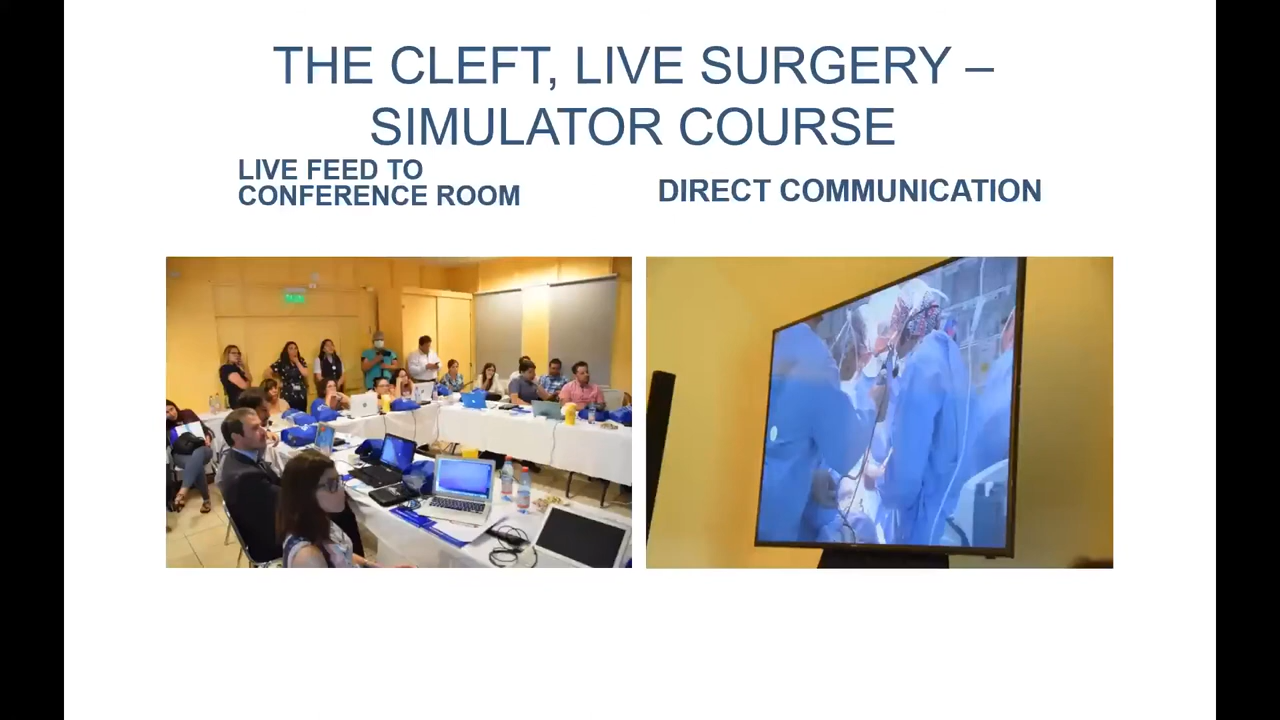 THE CLEFT, LIVE SURGERY –
SIMULATOR COURSE
LIVE FEED TO
CONFERENCE ROOM
DIRECT COMMUNICATION